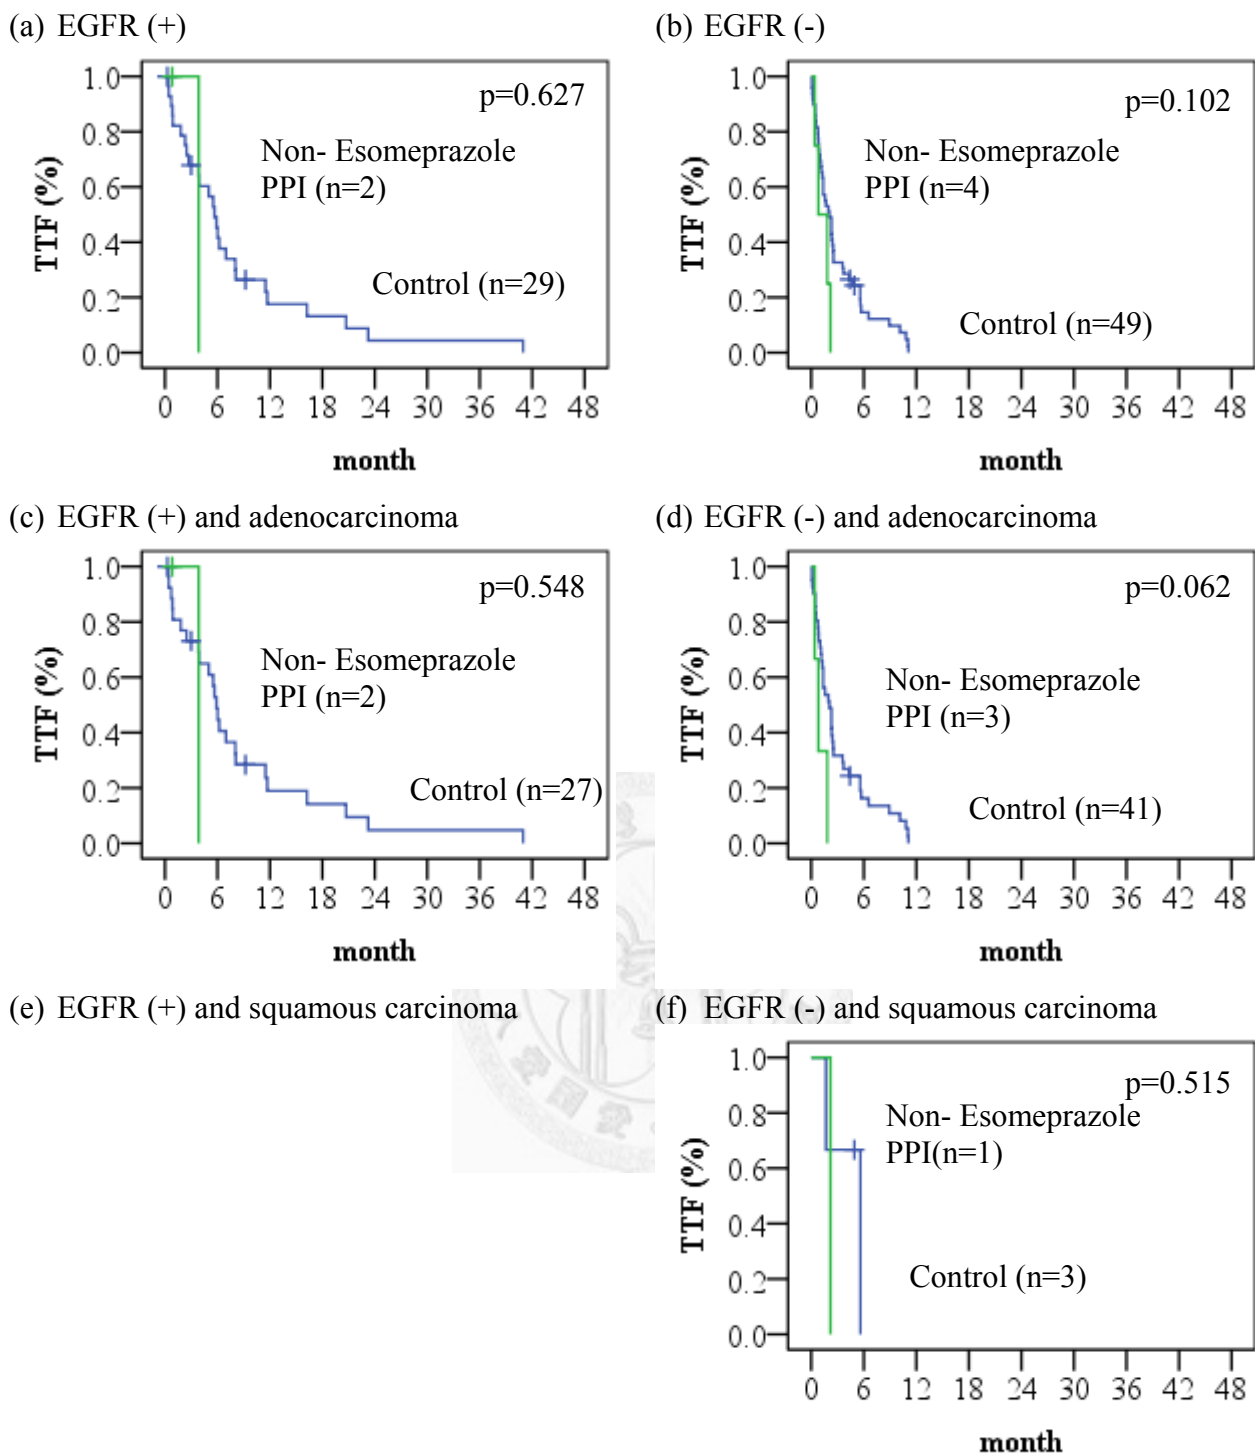 (a) EGFR (+)
p=0.627
Non- Esomeprazole
PPI (n=2)
Control (n=29)
TTF (%)
1.0
0.8
0.6
0.4
0.2
0.0
0 6 12 18 24 30 36 42 48
month
(b) EGFR (-)
p=0.102
Non- Esomeprazole
PPI (n=4)
Control (n=49)
TTF (%)
1.0
0.8
0.6
0.4
0.2
0.0
0 6 12 18 24 30 36 42 48
month
(c) EGFR (+) and adenocarcinoma
p=0.548
Non- Esomeprazole
PPI (n=2)
Control (n=27)
TTF (%)
1.0
0.8
0.6
0.4
0.2
0.0
0 6 12 18 24 30 36 42 48
month
(d) EGFR (-) and adenocarcinoma
p=0.062
Non- Esomeprazole
PPI (n=3)
Control (n=41)
TTF (%)
1.0
0.8
0.6
0.4
0.2
0.0
0 6 12 18 24 30 36 42 48
month
(e) EGFR (+) and squamous carcinoma
(f) EGFR (-) and squamous carcinoma
p=0.515
Non- Esomeprazole
PPI(n=1)
Control (n=3)
TTF (%)
1.0
0.8
0.6
0.4
0.2
0.0
0 6 12 18 24 30 36 42 48
month